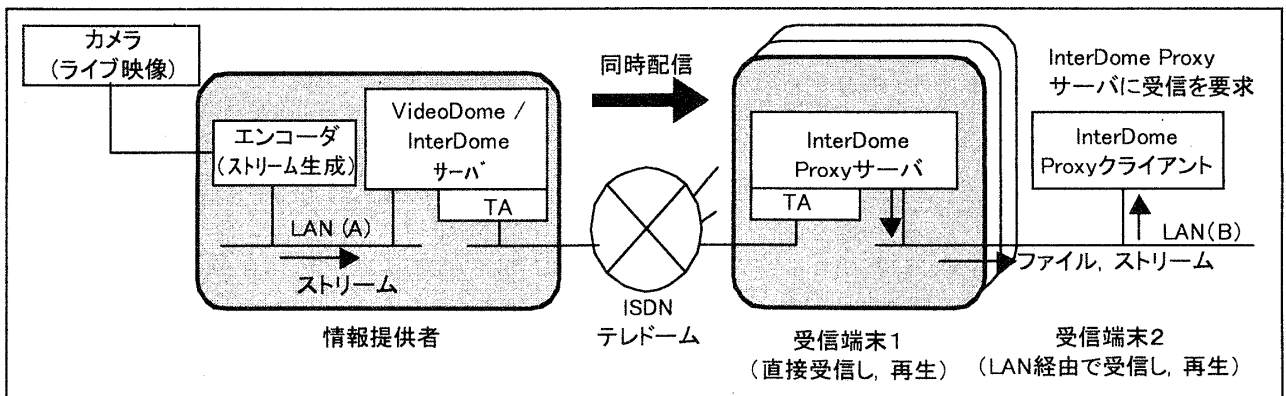 カメラ
(ライブ映像)
エンコーダ
(ストリーム生成)
VideoDome /
InterDome
サーバ
TA
LAN (A)
ストリーム
情報提供者
同時配信
ISDN
テレドーム
InterDome
Proxyサーバ
TA
受信端末1
(直接受信し, 再生)
InterDome Proxy
サーバに受信を要求
InterDome
Proxyクライアント
LAN(B)
ファイル, ストリーム
受信端末2
(LAN経由で受信し, 再生)